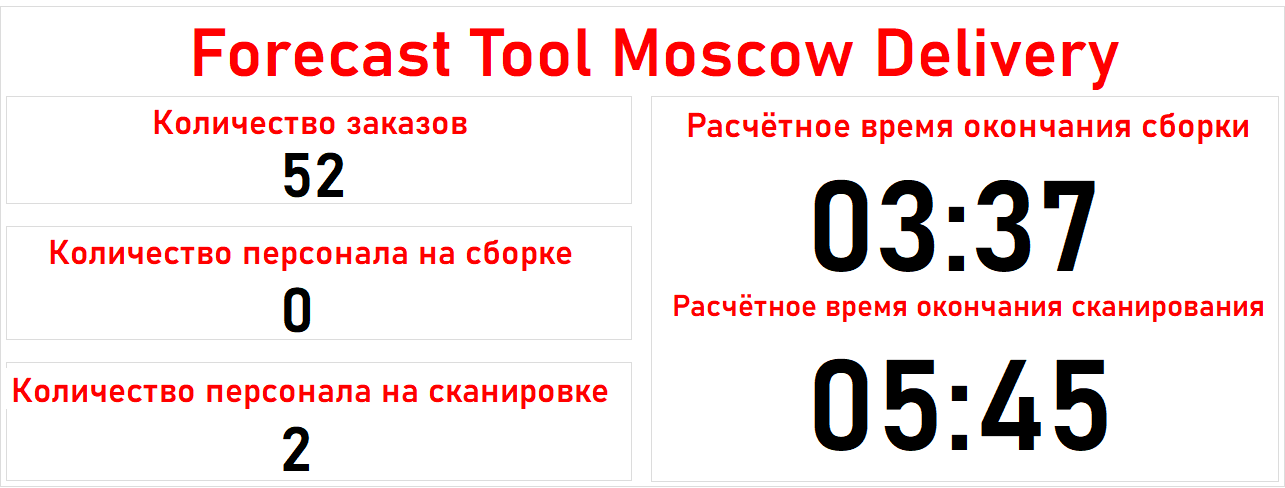 Forecast Tool Moscow Delivery
Количество заказов
52
Количество персонала на сборке
0
Количество персонала на сканировке
2
Расчётное время окончания сборки
03:37
Расчётное время окончания сканирования
05:45